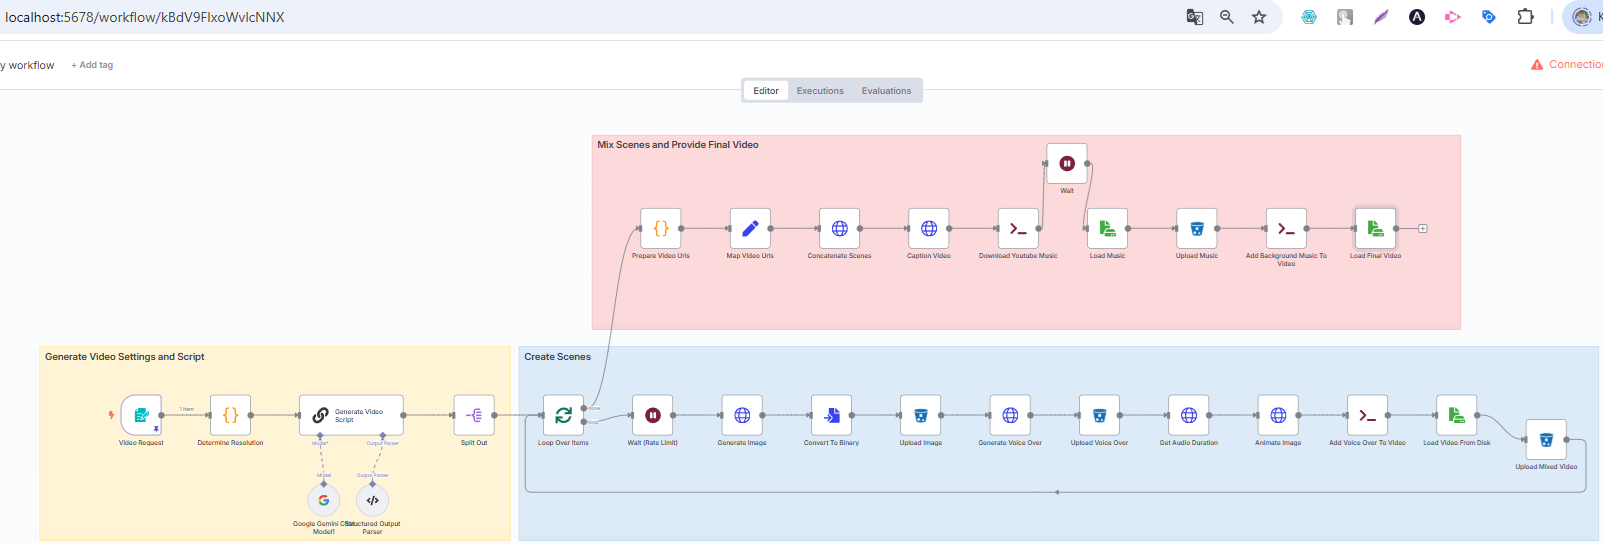 localhost:5678/workflow/kBdV9FlxoWvlcNNX
y workflow
+ Add tag
Connection
Editor
Executions
Evaluations
Mix Scenes and Provide Final Video
Wait
Prepare Video Urls
Map Video Urls
Concatenate Scenes
Caption Video
Download Youtube Music
Load Music
Upload Music
Add Background Music To
Video
Load Final Video
Generate Video Settings and Script
1 item
Video Request
Determine Resolution
Generate Video
Script
Model*
Output Parser
Split Out
Model
Output Parser
Google Gemini Chat
Model1
Structured Output
Parser
Create Scenes
done
loop
Loop Over Items
Wait (Rate Limit)
Generate Image
Convert To Binary
Upload Image
Generate Voice Over
Upload Voice Over
Get Audio Duration
Animate Image
Add Voice Over To Video
Load Video From Disk
Upload Mixed Video